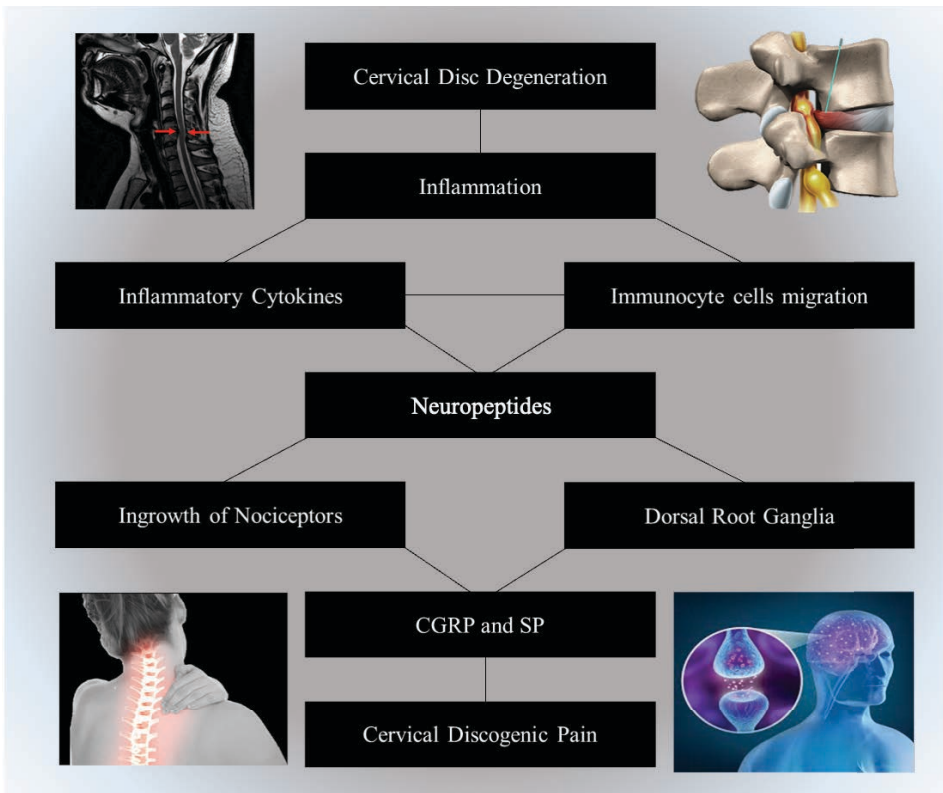 Cervical Disc Degeneration
Inflammation
Inflammatory Cytokines
Immunocyte cells migration
Neuropeptides
Ingrowth of Nociceptors
Dorsal Root Ganglia
CGRP and SP
Cervical Discogenic Pain